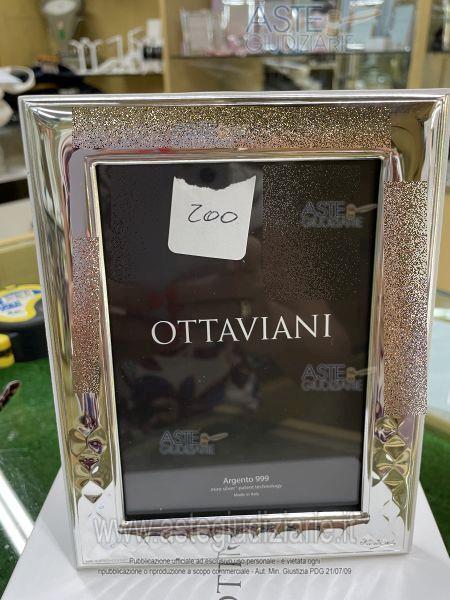 ASTE
GIUDIZIARIE
200
ASTE
GIUDIZIARIE
OTTAVIANI
ASTE
GIUDIZIARIE
ASTE
GIUDIZIARIE
Argento 999
Made in Italy
www.astegiudiziarie.it
Pubblicazione ufficiale ad esclusivo uso personale - è vietata ogni
ripubblicazione o riproduzione a scopo commerciale - Aut. Min. Giustizia PDG 21/07/09